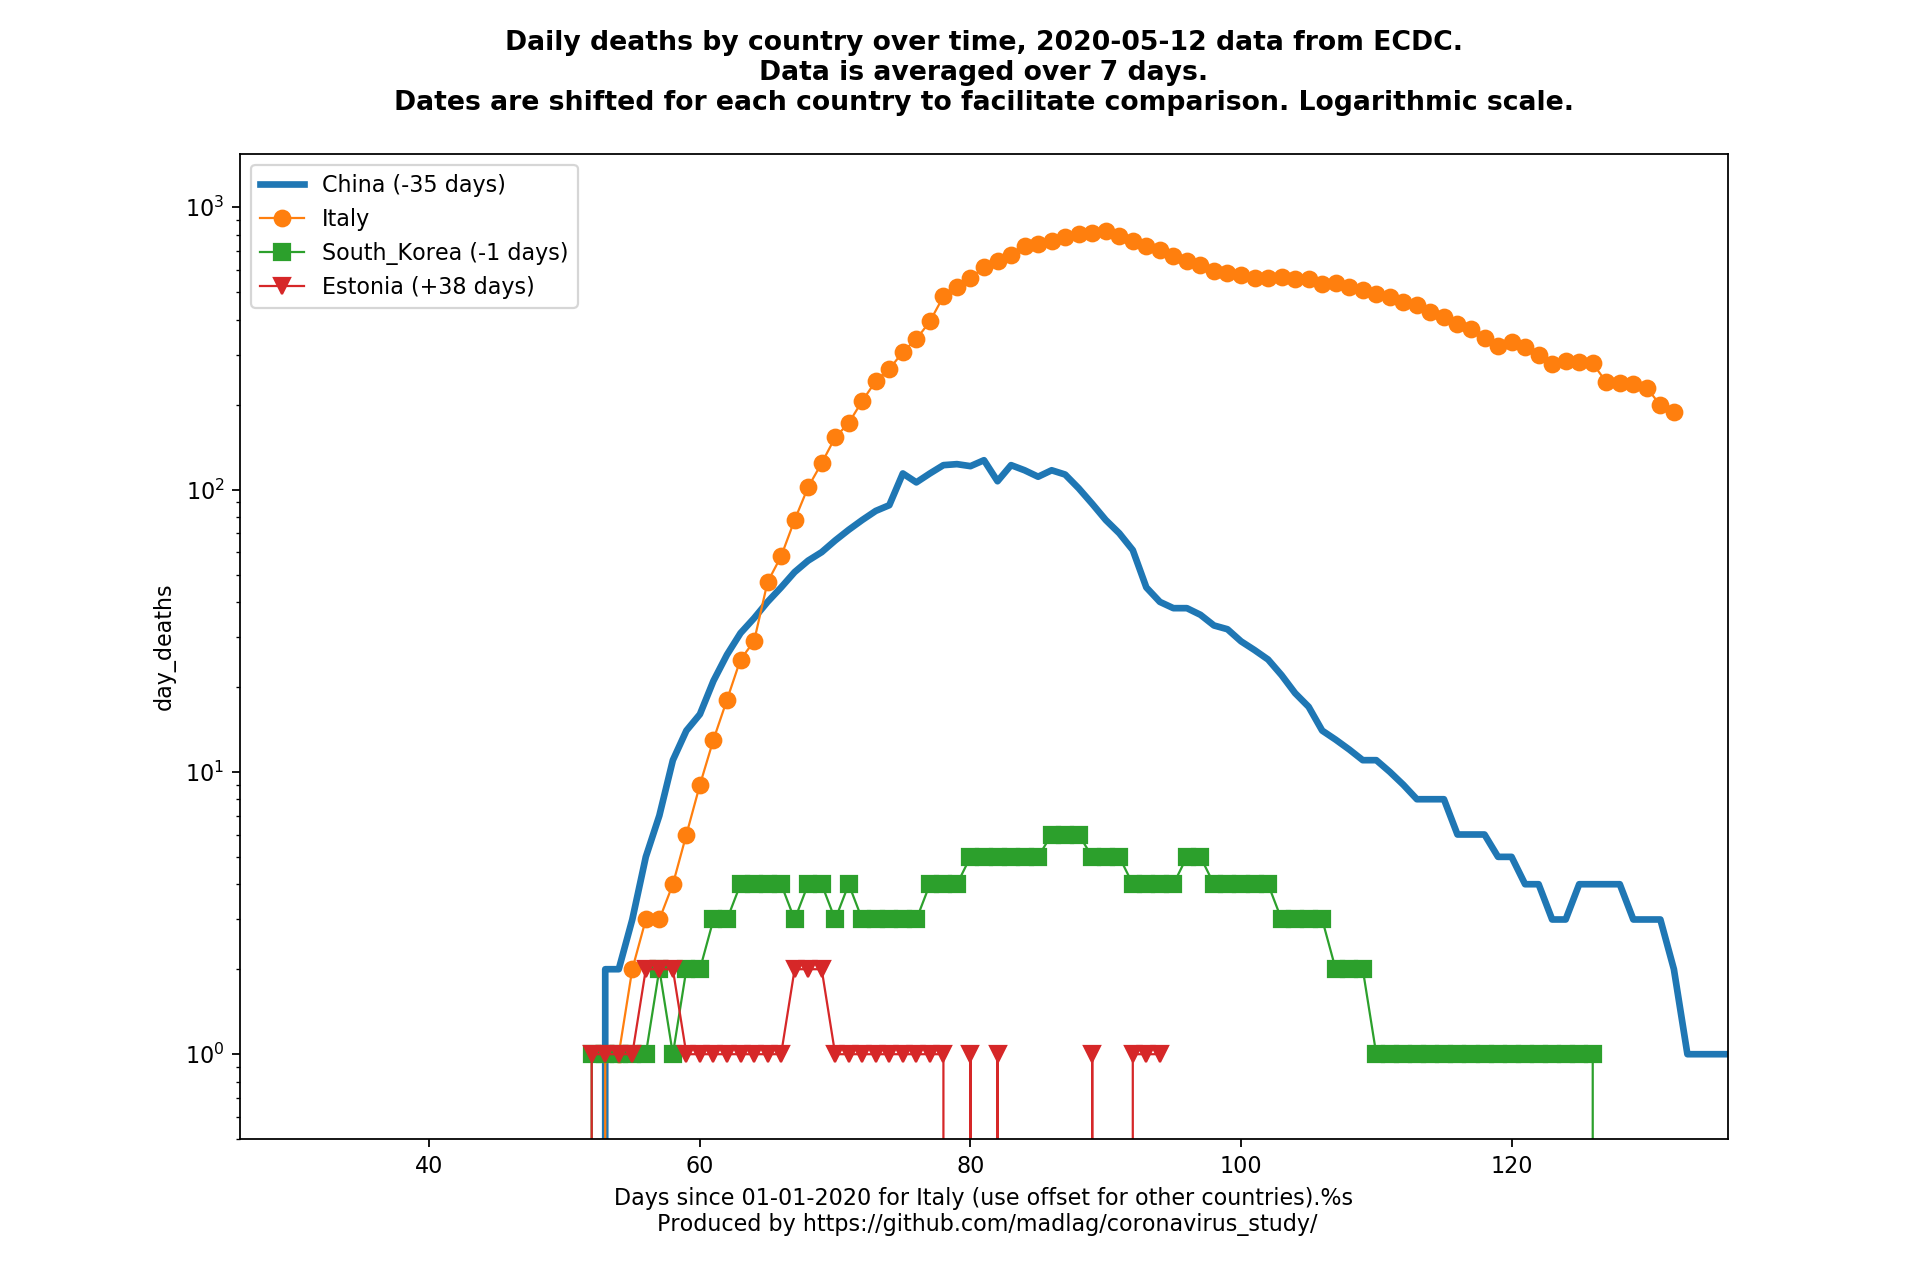 Daily deaths by country over time, 2020-05-12 data from ECDC.
Data is averaged over 7 days.
Dates are shifted for each country to facilitate comparison. Logarithmic scale.
China (-35 days)
Italy
South_Korea (-1 days)
Estonia (+38 days)
10³
10²
10¹
10⁰
day_deaths
40 60 80 100 120
Days since 01-01-2020 for Italy (use offset for other countries).%s
Produced by https://github.com/madlag/coronavirus_study/